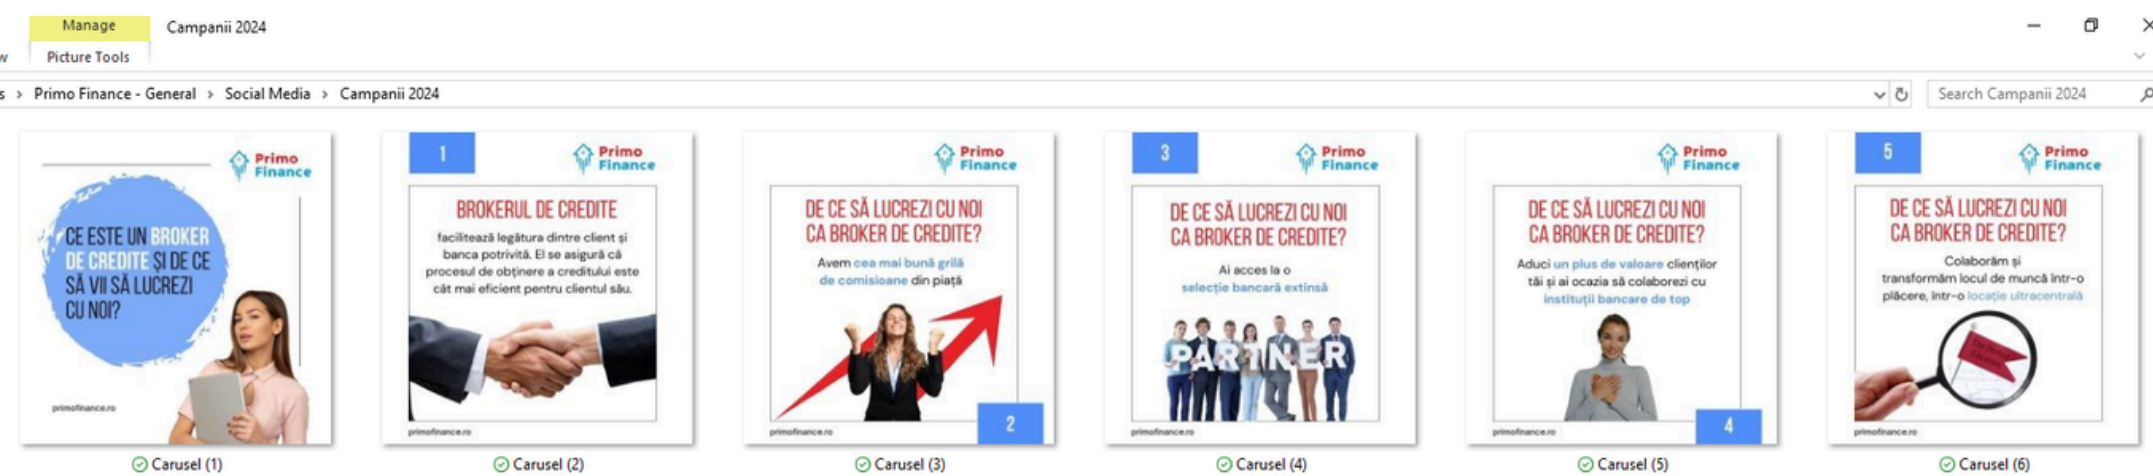 Manage
Campanii 2024
Picture Tools
Primo Finance - General > Social Media > Campanii 2024
Search Campanii 2024
Primo
Finance
CE ESTE UN BROKER
DE CREDITE ȘI DE CE
SĂ VII SĂ LUCREZI
CU NOI?
primofinance.ro
Carusel (1)
1
Primo
Finance
BROKERUL DE CREDITE
facilitează legătura dintre client și
banca potrivită. El se asigură că
procesul de obținere a creditului este
cât mai eficient pentru clientul său.
primofinance.ro
Carusel (2)
Primo
Finance
DE CE SĂ LUCREZI CU NOI
CA BROKER DE CREDITE?
Avem cea mai bună grilă
de comisioane din piață
primofinance.ro
2
Carusel (3)
3
Primo
Finance
DE CE SĂ LUCREZI CU NOI
CA BROKER DE CREDITE?
Ai acces la o
selecție bancară extinsă
PARTNER
primofinance.ro
Carusel (4)
Primo
Finance
DE CE SĂ LUCREZI CU NOI
CA BROKER DE CREDITE?
Aduci un plus de valoare clienților
tăi și ai ocazia să colaborezi cu
instituții bancare de top
primofinance.ro
4
Carusel (5)
5
Primo
Finance
DE CE SĂ LUCREZI CU NOI
CA BROKER DE CREDITE?
Colaborăm și
transformăm locul de muncă într-o
plăcere, într-o locație ultracentrală
primofinance.ro
Carusel (6)